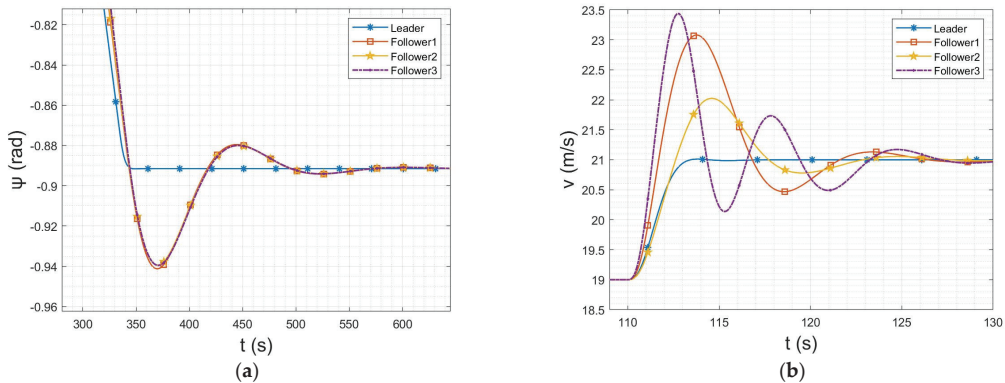 -0.82
-0.84
-0.86
-0.88
-0.9
-0.92
-0.94
-0.96
ψ (rad)
300 350 400 450 500 550 600
t (s)
Leader
Follower1
Follower2
Follower3
(a)
23.5
23
22.5
22
21.5
21
20.5
20
19.5
19
18.5
v (m/s)
110 115 120 125 130
t (s)
Leader
Follower1
Follower2
Follower3
(b)